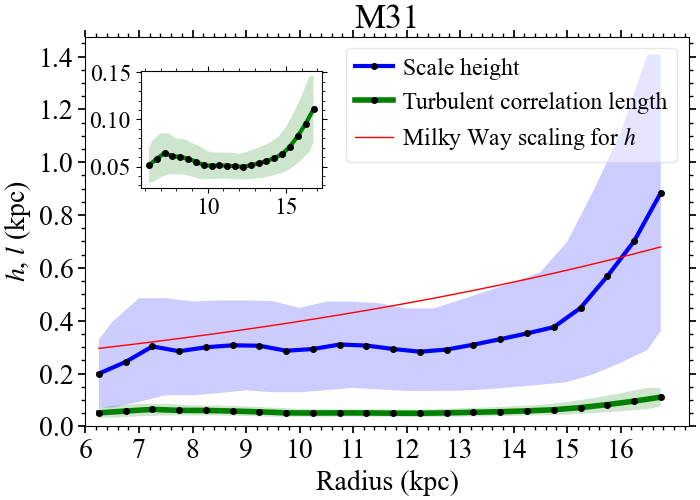 M31
1.4
1.2
1.0
0.8
0.6
0.4
0.2
0.0
h, l (kpc)
0.15
0.10
0.05
10 15
Scale height
Turbulent correlation length
Milky Way scaling for h
6 7 8 9 10 11 12 13 14 15 16
Radius (kpc)